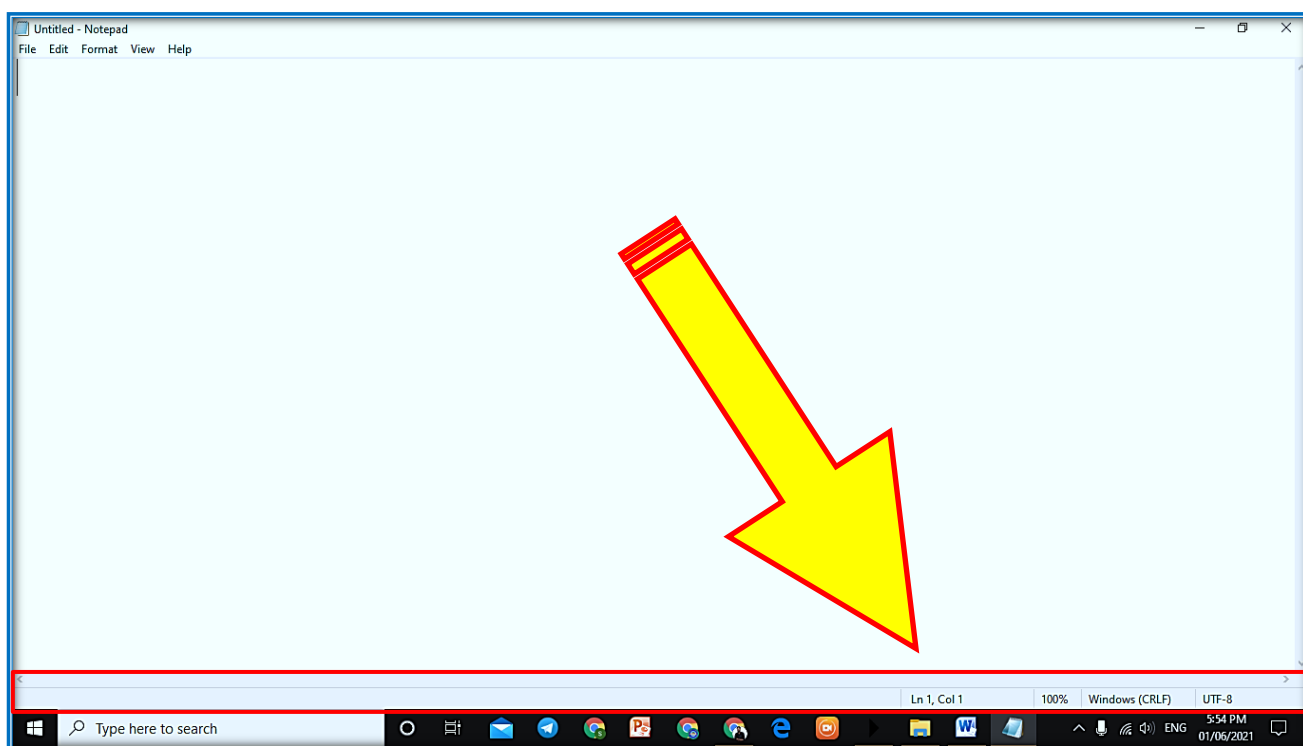 Untitled - Notepad
File Edit Format View Help
Ln 1, Col 1 100% Windows (CRLF) UTF-8
Type here to search ENG 5:54 PM
01/06/2021